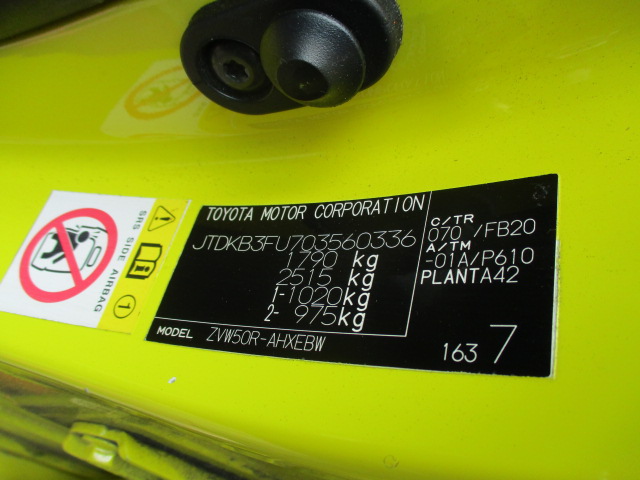 TOYOTA MOTOR CORPORATION
JTDKB3FU703560336
1790 kg
2515 kg
1-1020kg
2- 975kg
MODEL ZVW50R-AHXEBW
C/TR
070 /FB20
A/TM
-01A/P610
PLANTA42
163 7
SRS SIDE AIRBAG
1